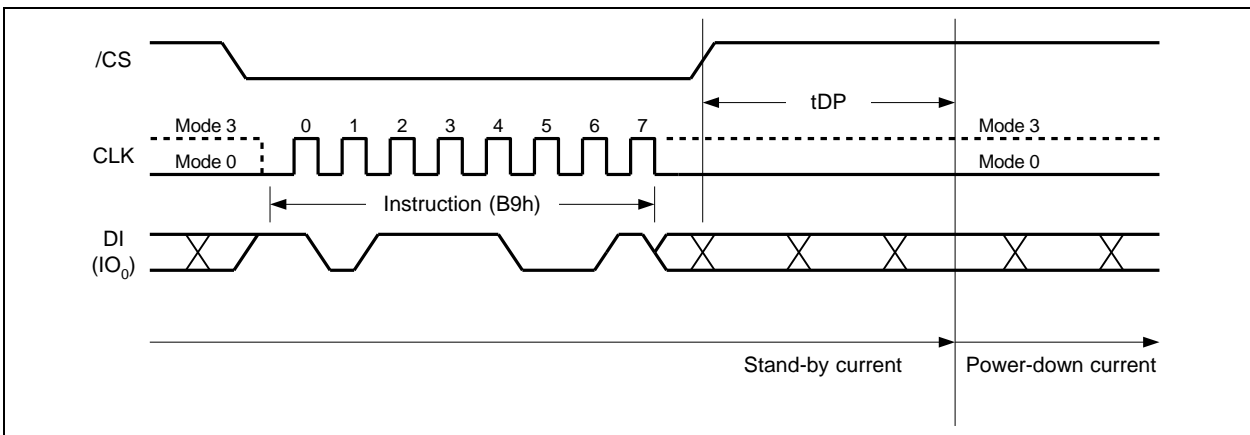 /CS
tDP
Mode 3 0 1 2 3 4 5 6 7 Mode 3
CLK
Mode 0 Mode 0
Instruction (B9h)
DI
(IO₀)
Stand-by current Power-down current